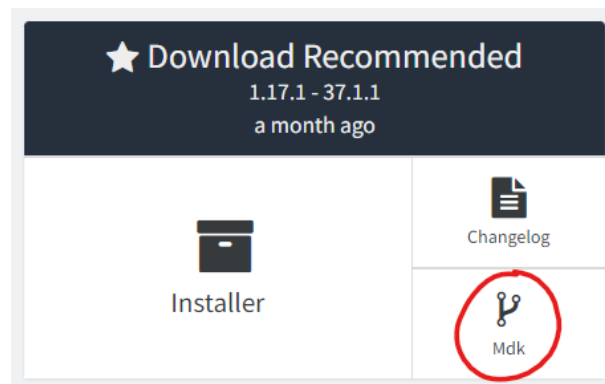 Download Recommended
1.17.1 - 37.1.1
a month ago
Installer
Changelog
Mdk